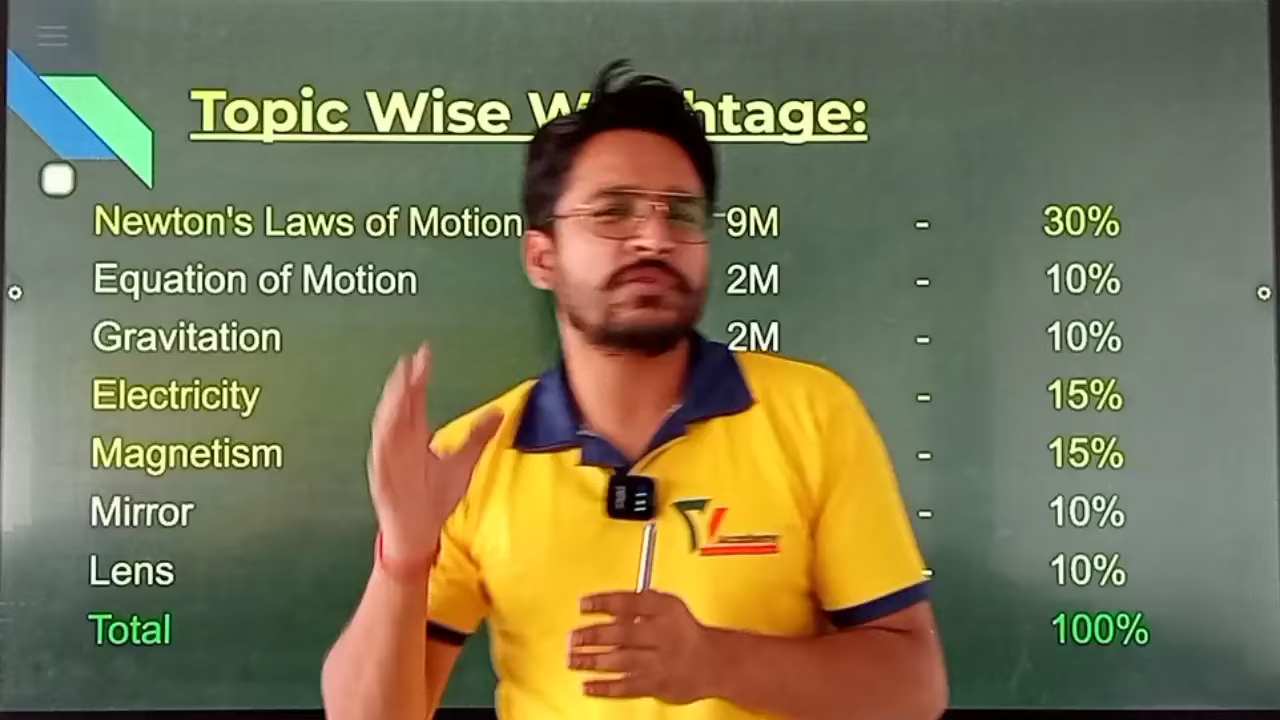 Topic Wise
Newton's Laws of Motion 9M - 30%
Equation of Motion 2M - 10%
Gravitation 2M - 10%
Electricity - 15%
Magnetism - 15%
Mirror - 10%
Lens - 10%
Total 100%